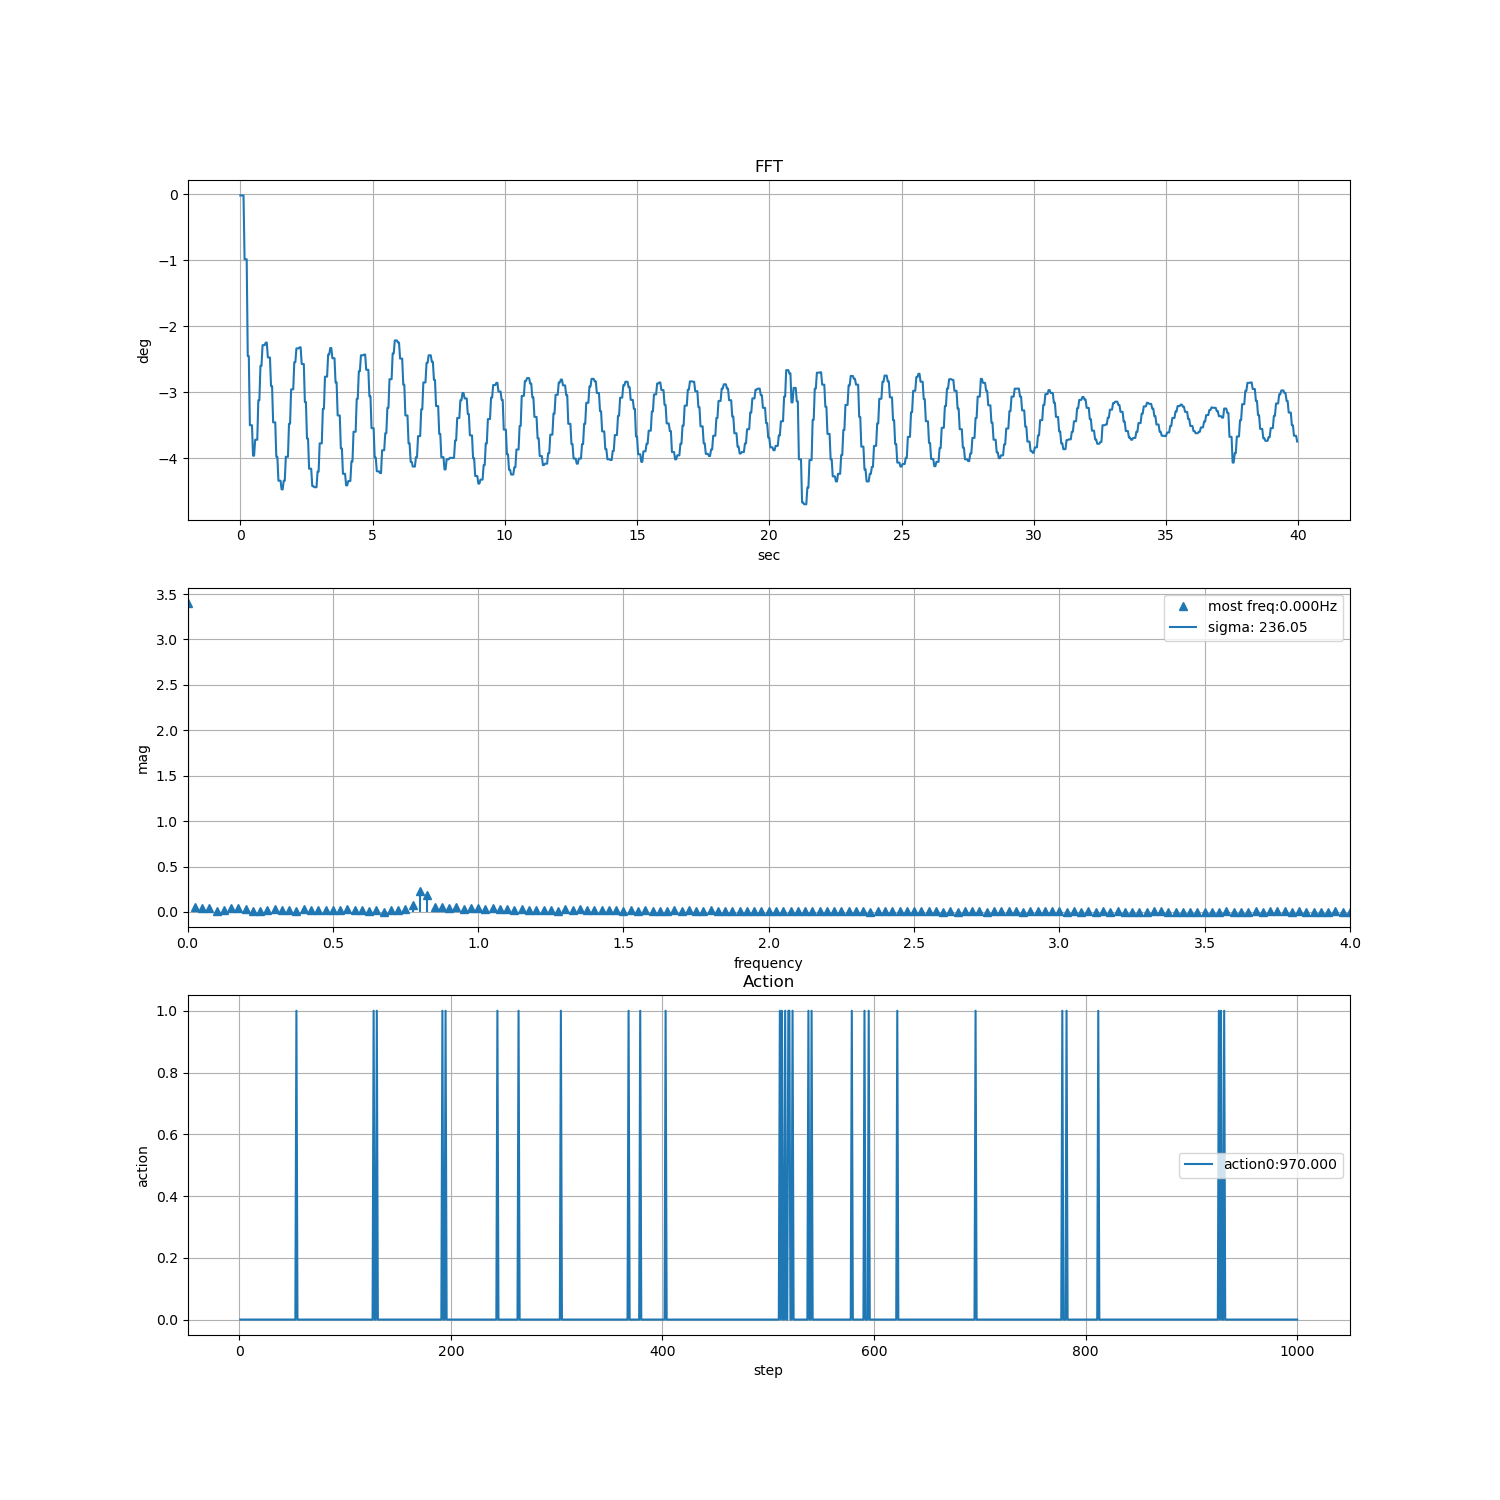 FFT
0
−1
−2
−3
−4
deg
0 5 10 15 20 25 30 35 40
sec
3.5
3.0
2.5
2.0
1.5
1.0
0.5
0.0
mag
most freq:0.000Hz
sigma: 236.05
0.0 0.5 1.0 1.5 2.0 2.5 3.0 3.5 4.0
frequency
Action
1.0
0.8
0.6
0.4
0.2
0.0
action
action0:970.000
0 200 400 600 800 1000
step